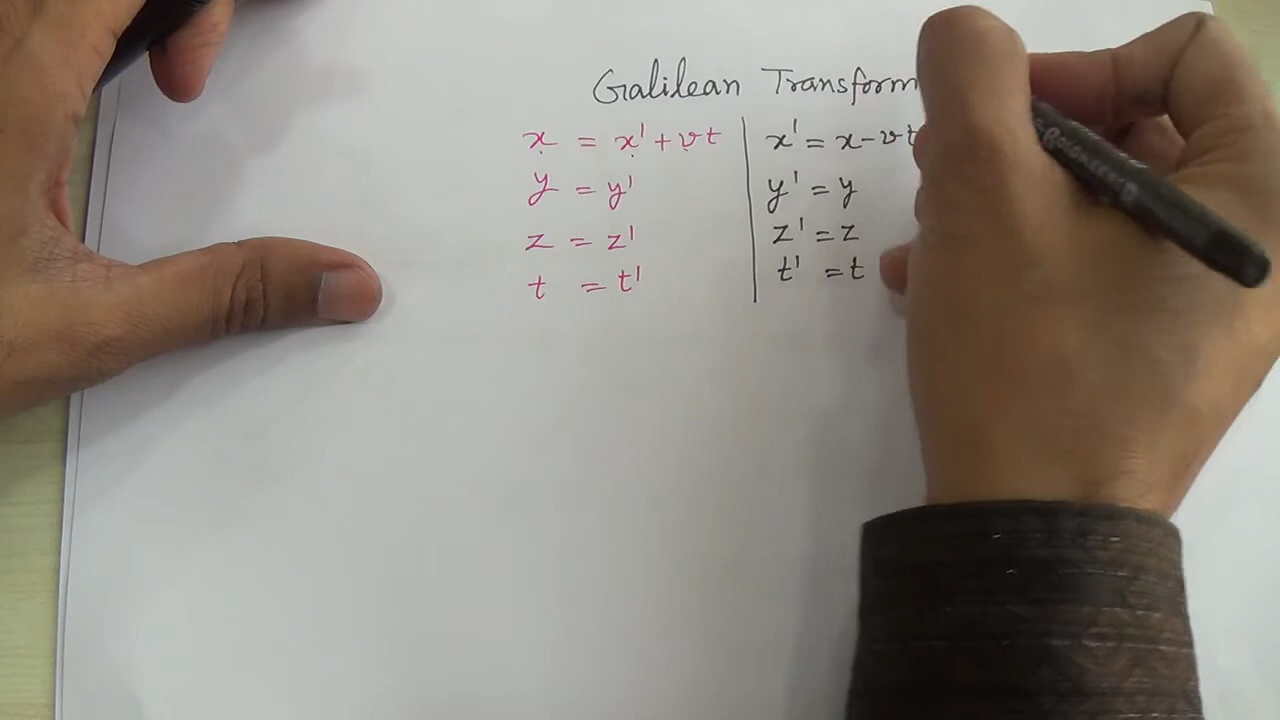 Galilean Transform
x = x' + vt | x' = x - vt
y = y' | y' = y
z = z' | z' = z
t = t' | t' = t